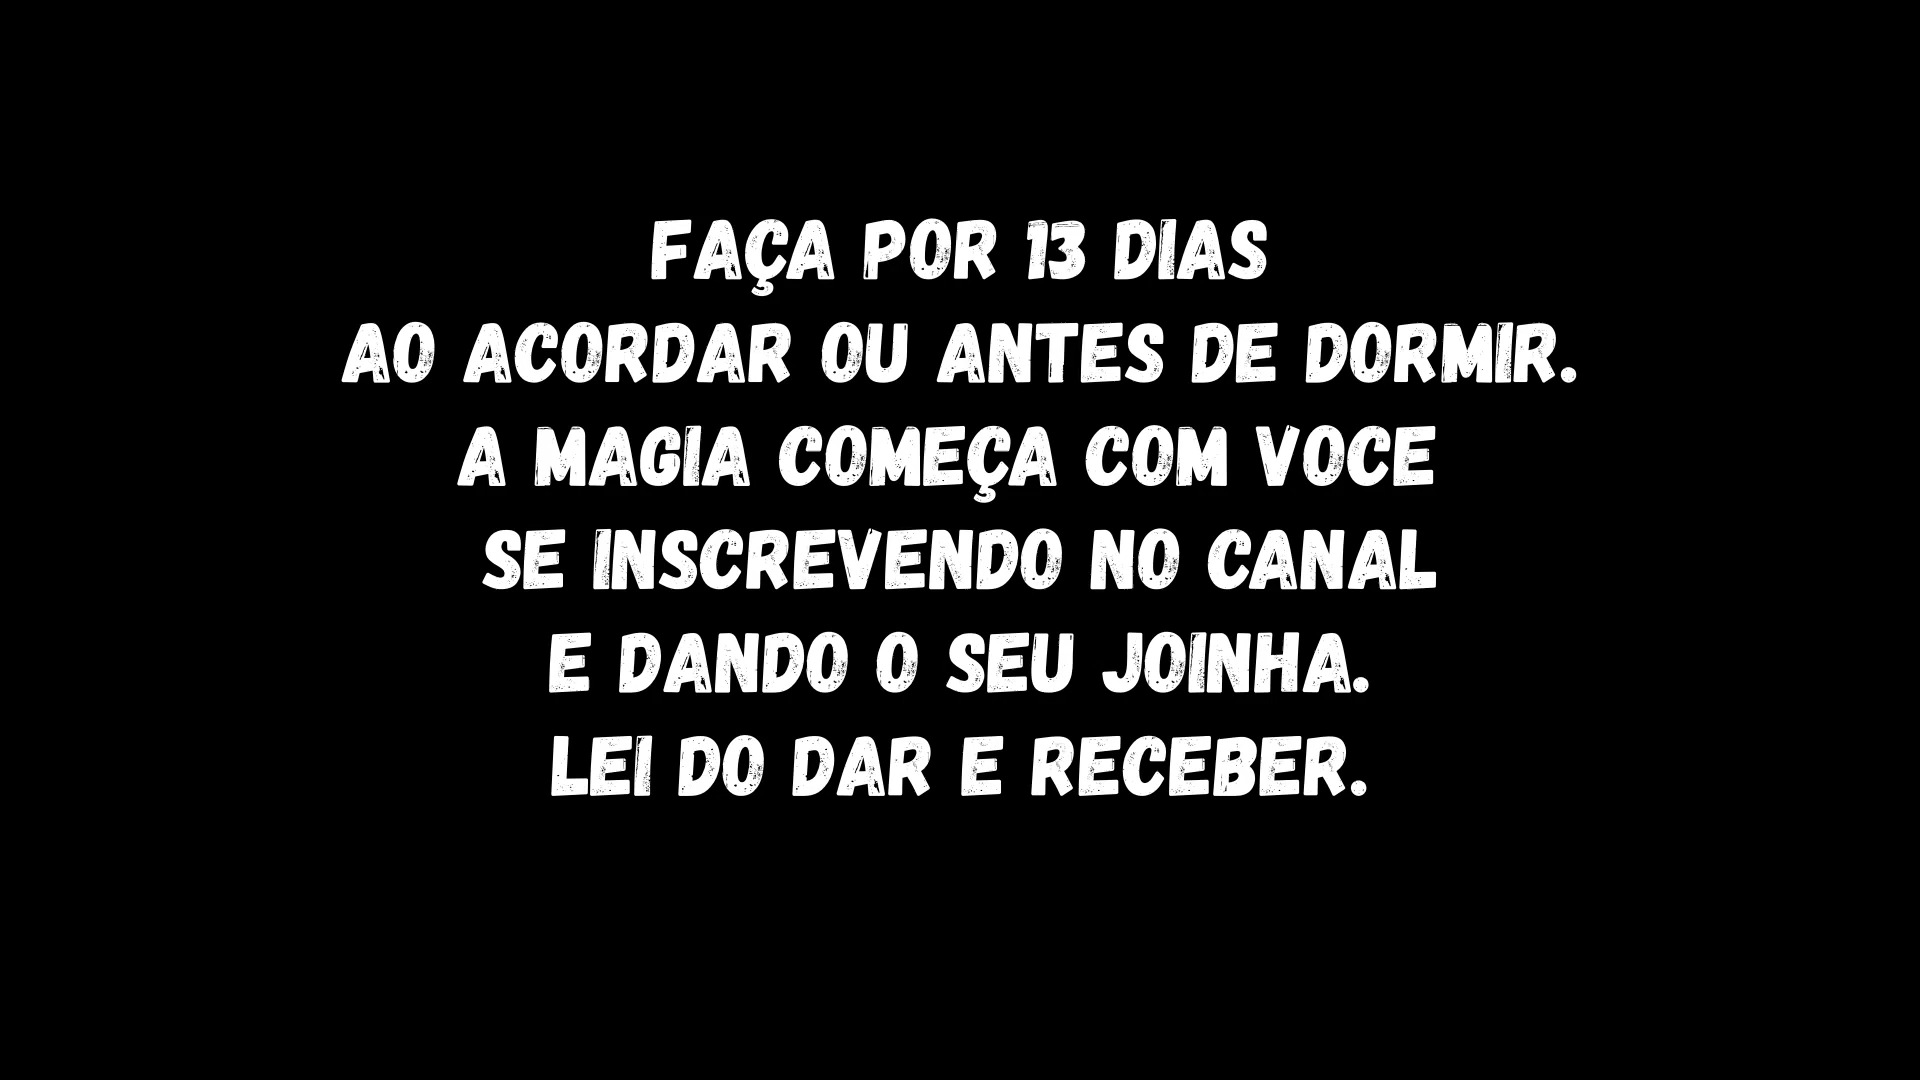 FAÇA POR 13 DIAS
AO ACORDAR OU ANTES DE DORMIR.
A MAGIA COMEÇA COM VOCE
SE INSCREVENDO NO CANAL
E DANDO O SEU JOINHA.
LEI DO DAR E RECEBER.